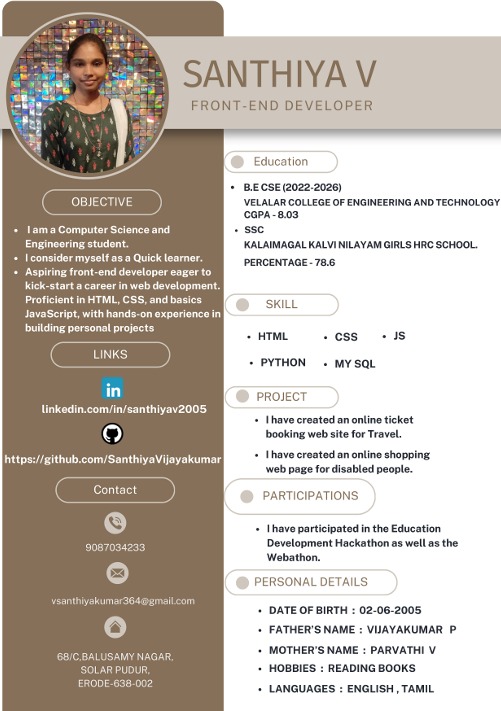 SANTHIYA V
FRONT-END DEVELOPER
OBJECTIVE
• I am a Computer Science and
Engineering student.
• I consider myself as a Quick learner.
• Aspiring front-end developer eager to
kick-start a career in web development.
Proficient in HTML, CSS, and basics
JavaScript, with hands-on experience in
building personal projects
LINKS
in
linkedin.com/in/santhiyav2005
https://github.com/SanthiyaVijayakumar
Contact
9087034233
vsanthiyakumar364@gmail.com
68/C,BALUSAMY NAGAR,
SOLAR PUDUR,
ERODE-638-002
Education
• B.E CSE (2022-2026)
VELALAR COLLEGE OF ENGINEERING AND TECHNOLOGY
CGPA - 8.03
• SSC
KALAIMAGAL KALVI NILAYAM GIRLS HRC SCHOOL.
PERCENTAGE - 78.6
SKILL
• HTML • CSS • JS
• PYTHON • MY SQL
PROJECT
• I have created an online ticket
booking web site for Travel.
• I have created an online shopping
web page for disabled people.
PARTICIPATIONS
• I have participated in the Education
Development Hackathon as well as the
Webathon.
PERSONAL DETAILS
• DATE OF BIRTH : 02-06-2005
• FATHER'S NAME : VIJAYAKUMAR P
• MOTHER'S NAME : PARVATHI V
• HOBBIES : READING BOOKS
• LANGUAGES : ENGLISH , TAMIL